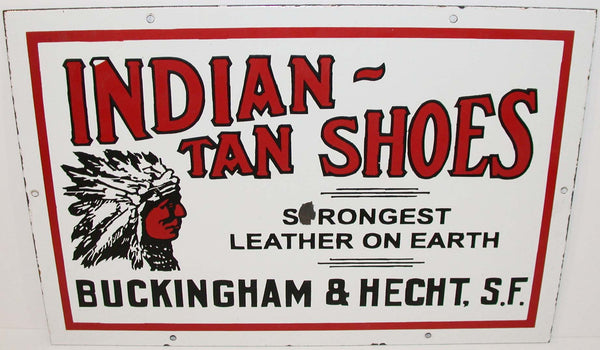 INDIAN~
TAN SHOES
STRONGEST
LEATHER ON EARTH
BUCKINGHAM & HECHT, S.F.